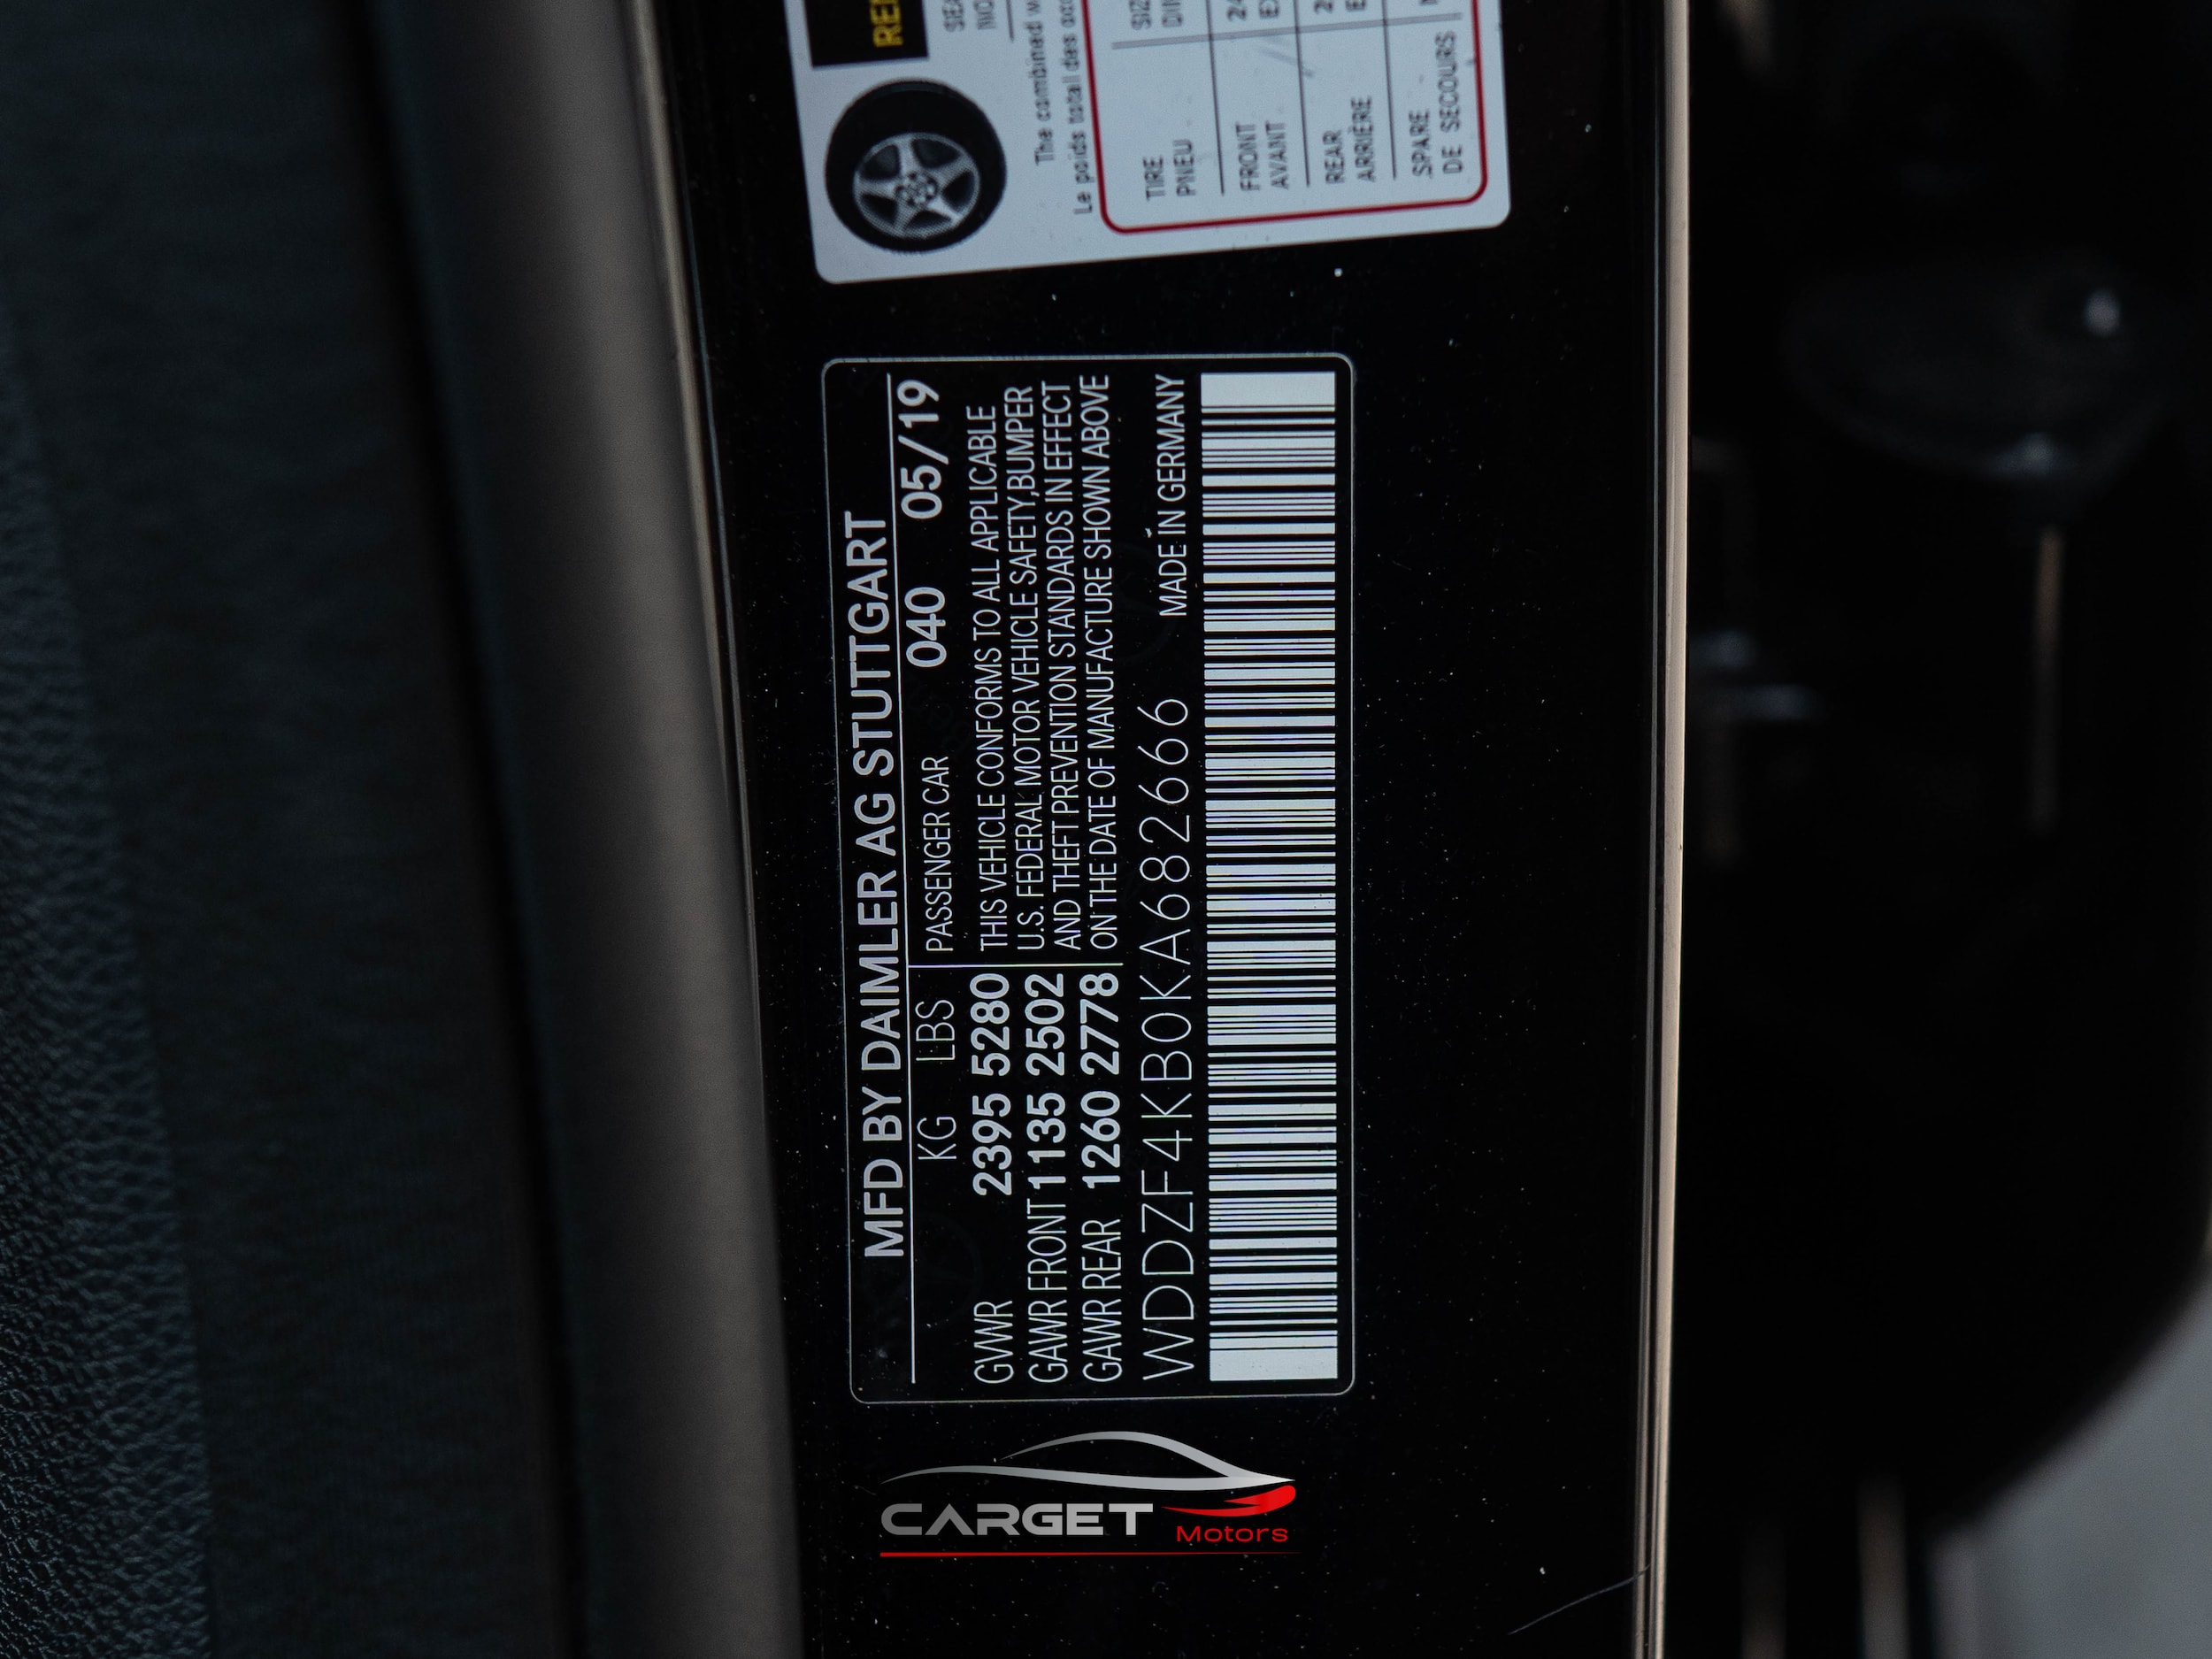 MFD BY DAIMLER AG STUTTGART
KG LBS PASSENGER CAR 040 05/19
GVWR 2395 5280 THIS VEHICLE CONFORMS TO ALL APPLICABLE
U.S. FEDERAL MOTOR VEHICLE SAFETY,BUMPER
GAWR FRONT 1135 2502 AND THEFT PREVENTION STANDARDS IN EFFECT
GAWR REAR 1260 2778 ON THE DATE OF MANUFACTURE SHOWN ABOVE
WDDZF4KB0KA682666 MADE IN GERMANY
The combined
Le poids total des
TIRE
PNEU
FRONT
AVANT
REAR
ARRIÈRE
SPARE
DE SECOURS
CARGET
Motors